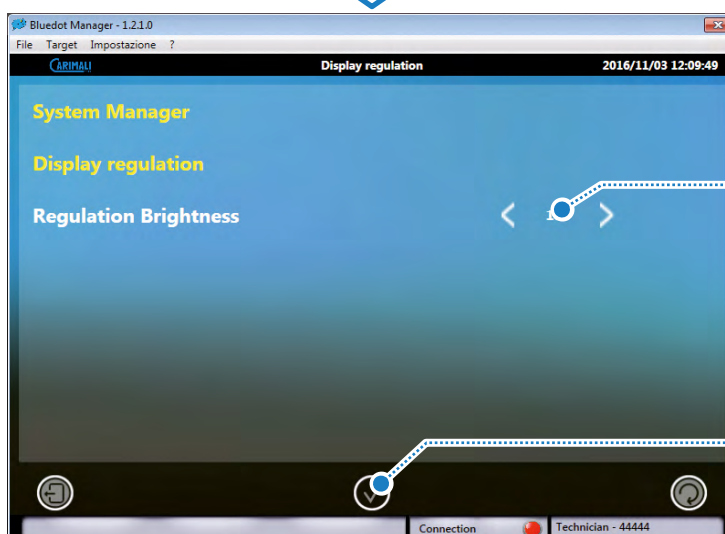 Bluedot Manager - 1.2.1.0
File Target Impostazione ?
CARIMALI Display regulation 2016/11/03 12:09:49
System Manager
Display regulation
Regulation Brightness < >
Connection Technician - 44444